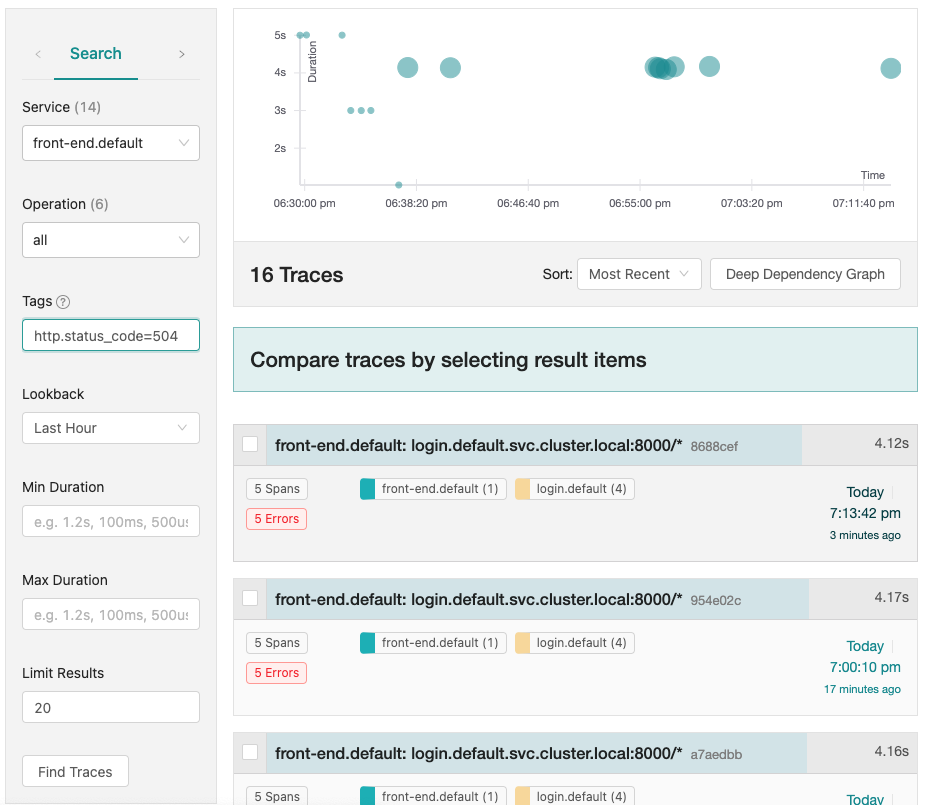 Search
Service (14)
front-end.default
Operation (6)
all
Tags ?
http.status_code=504
Lookback
Last Hour
Min Duration
e.g. 1.2s, 100ms, 500us
Max Duration
e.g. 1.2s, 100ms, 500us
Limit Results
20
Find Traces
5s
4s
3s
2s
Duration
Time
06:30:00 pm 06:38:20 pm 06:46:40 pm 06:55:00 pm 07:03:20 pm 07:11:40 pm
16 Traces
Sort: Most Recent
Deep Dependency Graph
Compare traces by selecting result items
front-end.default: login.default.svc.cluster.local:8000/* 8688cef 4.12s
5 Spans front-end.default (1) login.default (4) Today
5 Errors 7:13:42 pm
3 minutes ago
front-end.default: login.default.svc.cluster.local:8000/* 954e02c 4.17s
5 Spans front-end.default (1) login.default (4) Today
5 Errors 7:00:10 pm
17 minutes ago
front-end.default: login.default.svc.cluster.local:8000/* a7aedbb 4.16s
5 Spans front-end.default (1) login.default (4) Today